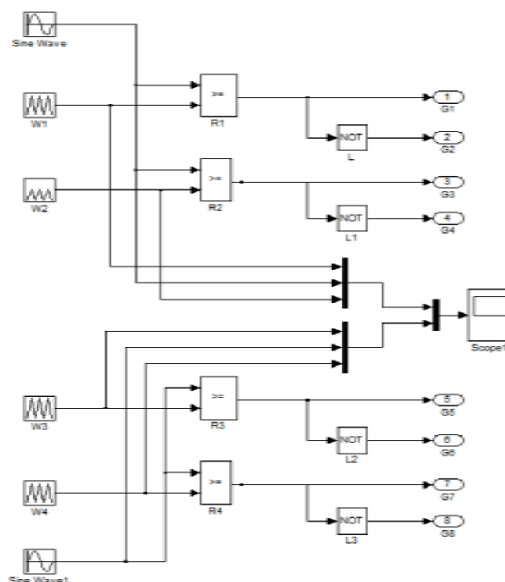 Sine Wave
>=
1
W1
R1
G1
NOT
2
L
G2
>=
3
W2
R2
G3
NOT
4
L1
G4
Scope1
>=
5
W3
R3
G5
NOT
6
L2
G6
>=
7
W4
R4
G7
NOT
8
L3
G8
Sine Wave1